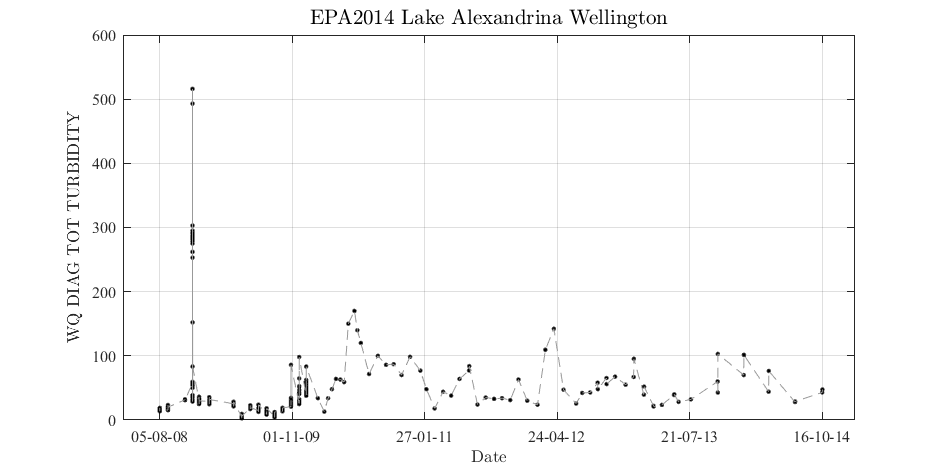 EPA2014 Lake Alexandrina Wellington
WQ DIAG TOT TURBIDITY
600
500
400
300
200
100
0
05-08-08 01-11-09 27-01-11 24-04-12 21-07-13 16-10-14
Date